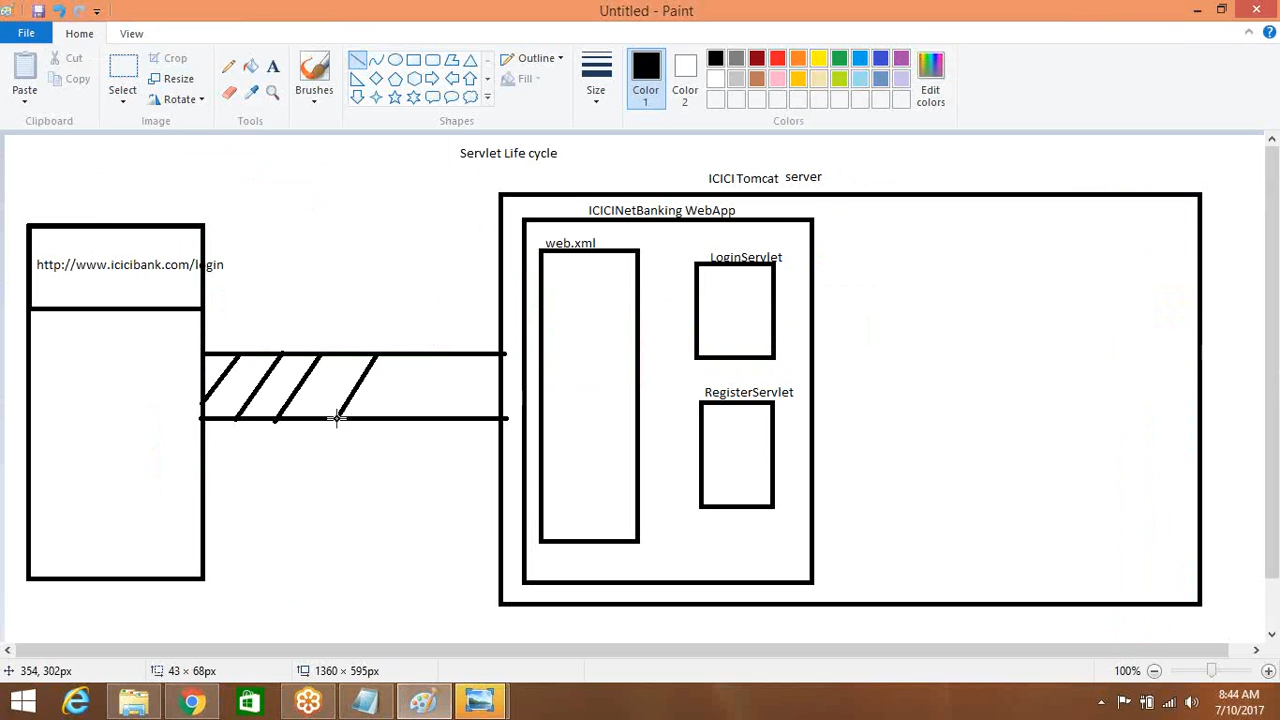 Untitled - Paint
File
Home
View
Paste
Cut
Copy
Clipboard
Select
Crop
Resize
Rotate
Image
Tools
Brushes
Shapes
Outline
Fill
Size
Color 1
Color 2
Edit colors
Colors
Servlet Life cycle
ICICI Tomcat server
ICICINetBanking WebApp
web.xml
LoginServlet
http://www.icicibank.com/login
RegisterServlet
354, 302px
43 × 68px
1360 × 595px
100%
8:44 AM
7/10/2017